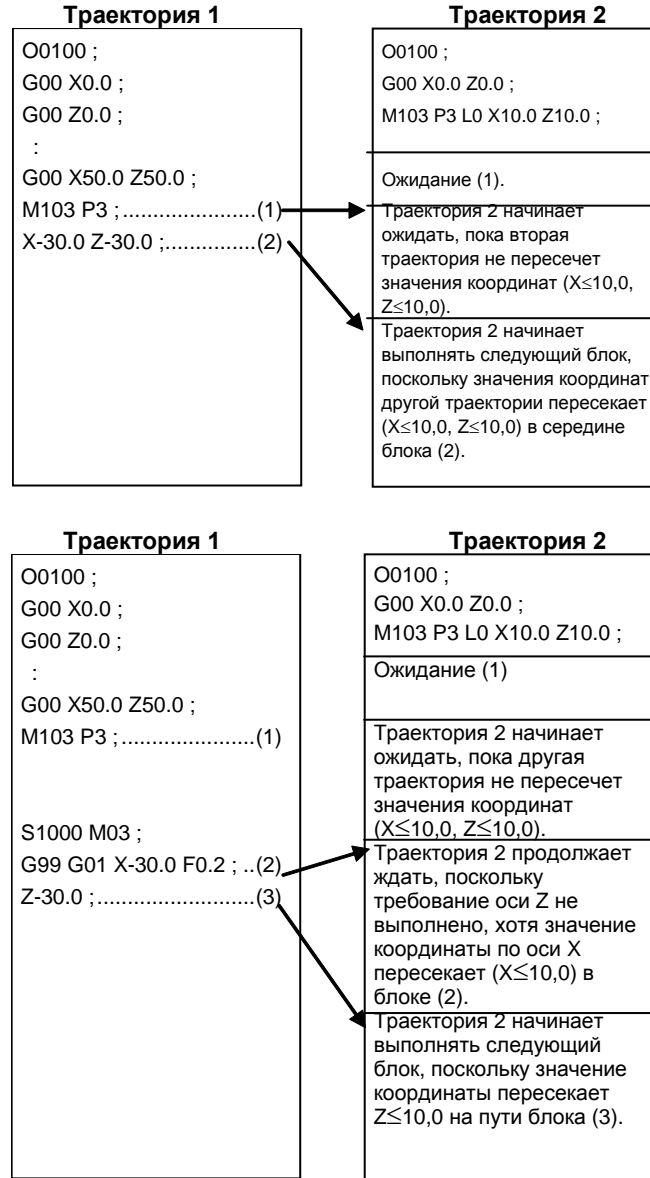 Траектория 1
O0100 ;
G00 X0.0 ;
G00 Z0.0 ;
:
G00 X50.0 Z50.0 ;
M103 P3 ;......................(1)
X-30.0 Z-30.0 ;...............(2)
Траектория 2
O0100 ;
G00 X0.0 Z0.0 ;
M103 P3 L0 X10.0 Z10.0 ;
Ожидание (1).
Траектория 2 начинает
ожидать, пока вторая
траектория не пересечет
значения координат (X≤10,0,
Z≤10,0).
Траектория 2 начинает
выполнять следующий блок,
поскольку значения координат
другой траектории пересекает
(X≤10,0, Z≤10,0) в середине
блока (2).
Траектория 1
O0100 ;
G00 X0.0 ;
G00 Z0.0 ;
:
G00 X50.0 Z50.0 ;
M103 P3 ;......................(1)
S1000 M03 ;
G99 G01 X-30.0 F0.2 ; ..(2)
Z-30.0 ;.........................(3)
Траектория 2
O0100 ;
G00 X0.0 Z0.0 ;
M103 P3 L0 X10.0 Z10.0 ;
Ожидание (1)
Траектория 2 начинает
ожидать, пока другая
траектория не пересечет
значения координат
(X≤10,0, Z≤10,0).
Траектория 2 продолжает
ждать, поскольку
требование оси Z не
выполнено, хотя значение
координаты по оси X
пересекает (X≤10,0) в
блоке (2).
Траектория 2 начинает
выполнять следующий
блок, поскольку значение
координаты пересекает
Z≤10,0 на пути блока (3).